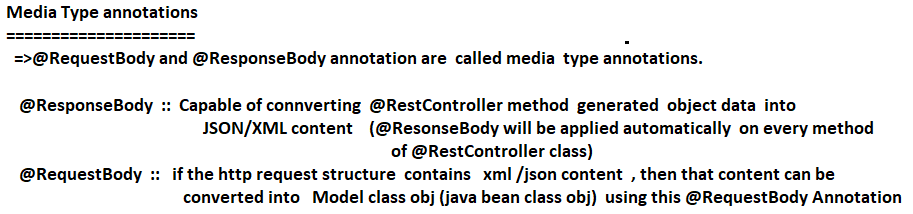 Media Type annotations
=====================
=>@RequestBody and @ResponseBody annotation are called media type annotations.
@ResponseBody :: Capable of connverting @RestController method generated object data into
JSON/XML content (@ResonseBody will be applied automatically on every method
of @RestController class)
@RequestBody :: if the http request structure contains xml /json content , then that content can be
converted into Model class obj (java bean class obj) using this @RequestBody Annotation